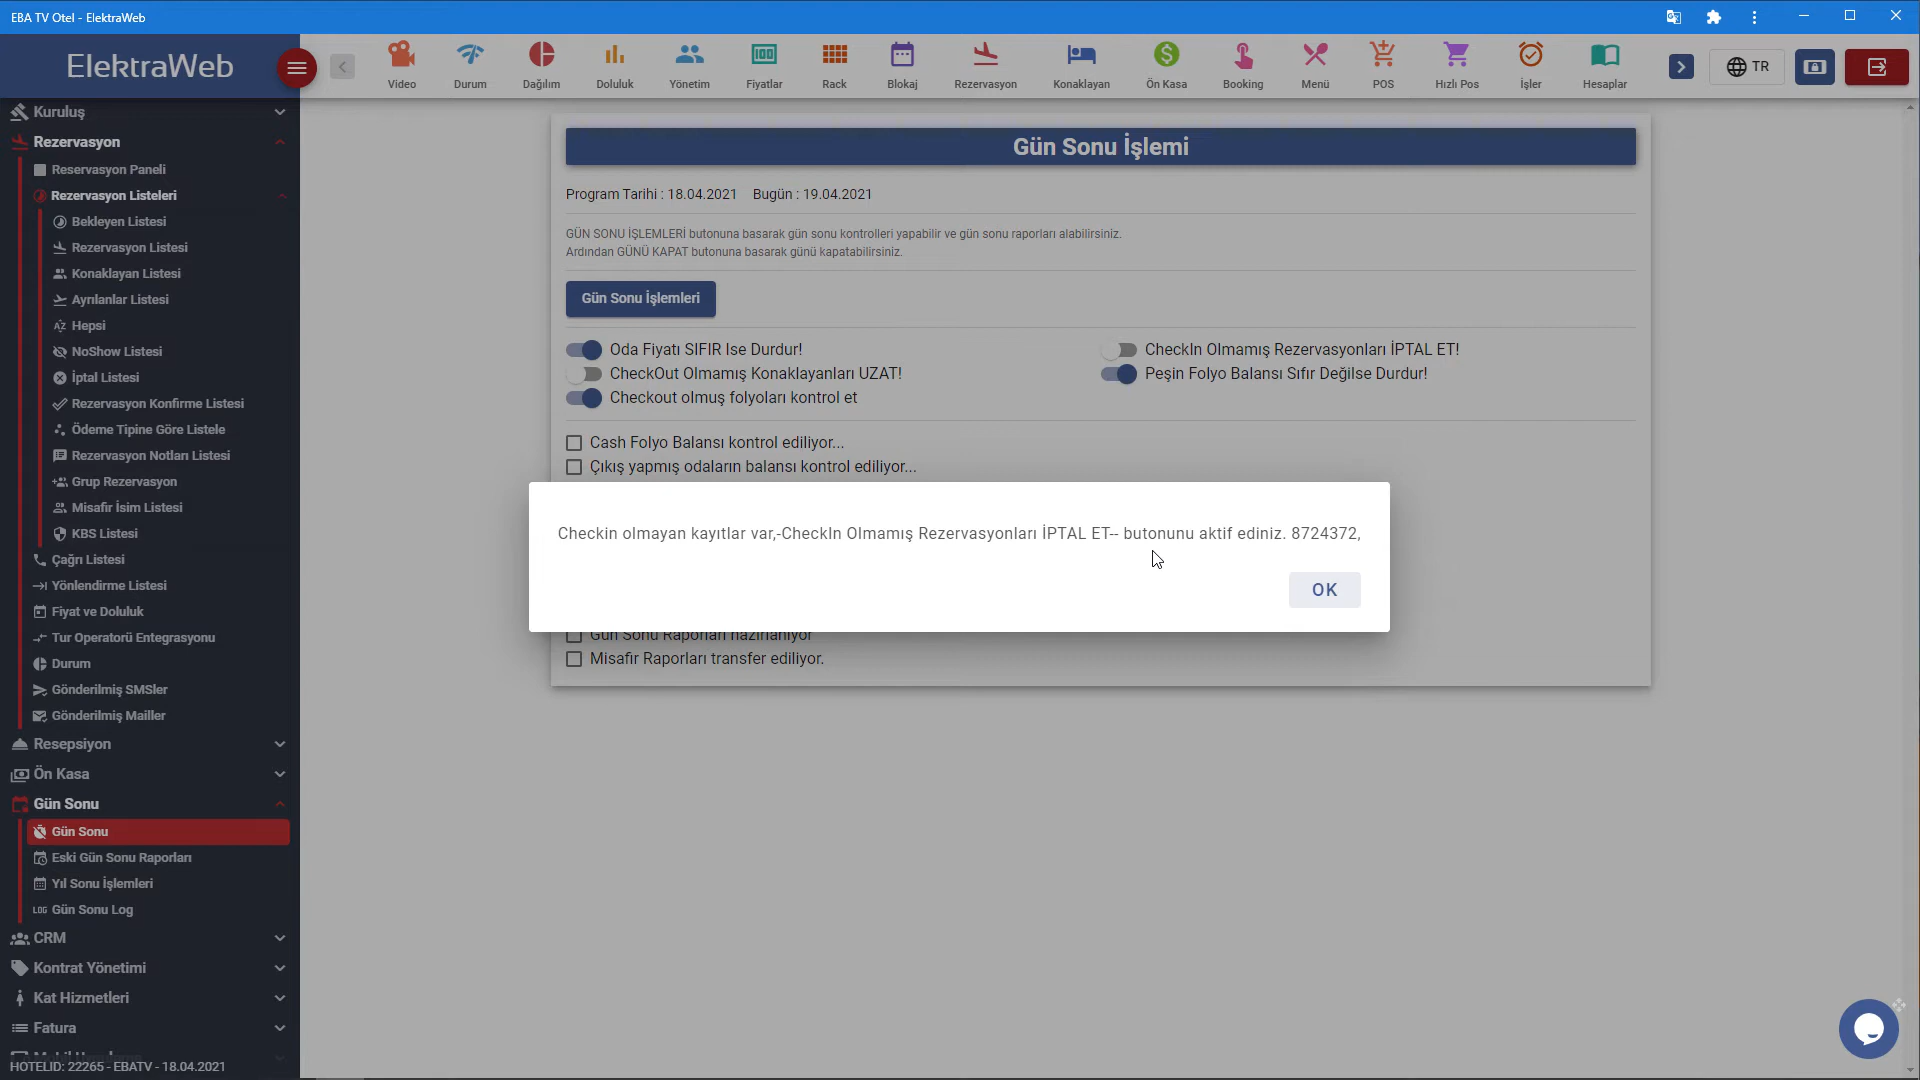 EBA TV Otel - ElektraWeb
ElektraWeb
Video
Durum
Dağılım
Doluluk
Yönetim
Fiyatlar
Rack
Blokaj
Rezervasyon
Konaklayan
Ön Kasa
Booking
Menü
POS
Hızlı Pos
İşler
Hesaplar
TR
Kuruluş
Rezervasyon
Reservasyon Paneli
Rezervasyon Listeleri
Bekleyen Listesi
Rezervasyon Listesi
Konaklayan Listesi
Ayrılanlar Listesi
Hepsi
NoShow Listesi
İptal Listesi
Rezervasyon Konfirme Listesi
Ödeme Tipine Göre Listele
Rezervasyon Notları Listesi
Grup Rezervasyon
Misafir İsim Listesi
KBS Listesi
Çağrı Listesi
Yönlendirme Listesi
Fiyat ve Doluluk
Tur Operatorü Entegrasyonu
Durum
Gönderilmiş SMSler
Gönderilmiş Mailler
Resepsiyon
Ön Kasa
Gün Sonu
Gün Sonu
Eski Gün Sonu Raporları
Yıl Sonu İşlemleri
LOG Gün Sonu Log
CRM
Kontrat Yönetimi
Kat Hizmetleri
Fatura
HOTELID: 22265 - EBATV - 18.04.2021
Gün Sonu İşlemi
Program Tarihi : 18.04.2021 Bugün : 19.04.2021
GÜN SONU İŞLEMLERİ butonuna basarak gün sonu kontrolleri yapabilir ve gün sonu raporları alabilirsiniz.
Ardından GÜNÜ KAPAT butonuna basarak günü kapatabilirsiniz.
Gün Sonu İşlemleri
Oda Fiyatı SIFIR Ise Durdur!
CheckIn Olmamış Rezervasyonları İPTAL ET!
CheckOut Olmamış Konaklayanları UZAT!
Peşin Folyo Balansı Sıfır Değilse Durdur!
Checkout olmuş folyoları kontrol et
Cash Folyo Balansı kontrol ediliyor...
Çıkış yapmış odaların balansı kontrol ediliyor...
Checkin olmayan kayıtlar var,-CheckIn Olmamış Rezervasyonları İPTAL ET-- butonunu aktif ediniz. 8724372,
OK
Gün Sonu Raporları hazırlanıyor
Misafir Raporları transfer ediliyor.